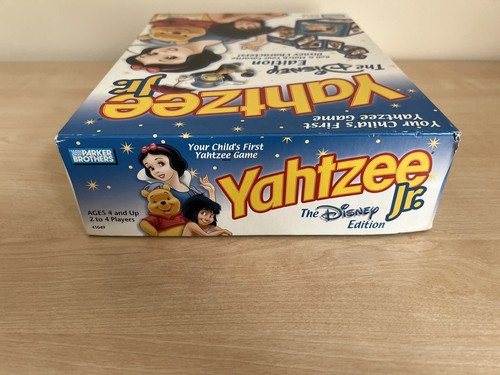 Your Child's First
Yahtzee Game
Yahtzee Jr.
The Disney
Edition
PARKER
BROTHERS
Your Child's First
Yahtzee Game
Yahtzee Jr.
The Disney
Edition
AGES 4 and Up
2 to 4 Players